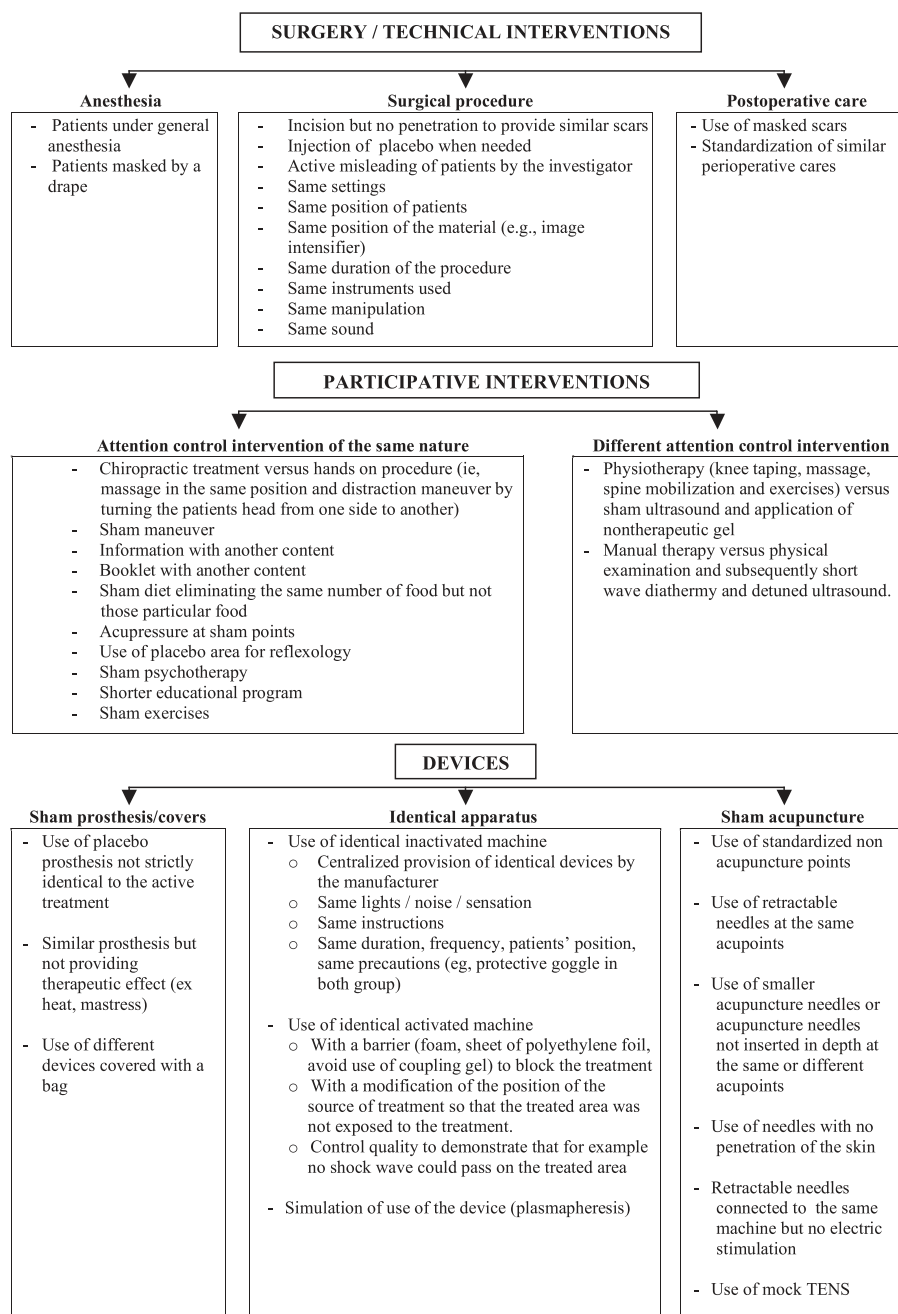 SURGERY / TECHNICAL INTERVENTIONS
Anesthesia
- Patients under general
anesthesia
- Patients masked by a
drape
Surgical procedure
- Incision but no penetration to provide similar scars
- Injection of placebo when needed
- Active misleading of patients by the investigator
- Same settings
- Same position of patients
- Same position of the material (e.g., image
intensifier)
- Same duration of the procedure
- Same instruments used
- Same manipulation
- Same sound
Postoperative care
- Use of masked scars
- Standardization of similar
perioperative cares
PARTICIPATIVE INTERVENTIONS
Attention control intervention of the same nature
- Chiropractic treatment versus hands on procedure (ie,
massage in the same position and distraction maneuver by
turning the patients head from one side to another)
- Sham maneuver
- Information with another content
- Booklet with another content
- Sham diet eliminating the same number of food but not
those particular food
- Acupressure at sham points
- Use of placebo area for reflexology
- Sham psychotherapy
- Shorter educational program
- Sham exercises
Different attention control intervention
- Physiotherapy (knee taping, massage,
spine mobilization and exercises) versus
sham ultrasound and application of
nontherapeutic gel
- Manual therapy versus physical
examination and subsequently short
wave diathermy and detuned ultrasound.
DEVICES
Sham prosthesis/covers
- Use of placebo
prosthesis not strictly
identical to the active
treatment
- Similar prosthesis but
not providing
therapeutic effect (ex
heat, mastress)
- Use of different
devices covered with a
bag
Identical apparatus
- Use of identical inactivated machine
o Centralized provision of identical devices by
the manufacturer
o Same lights / noise / sensation
o Same instructions
o Same duration, frequency, patients' position,
same precautions (eg, protective goggle in
both group)
- Use of identical activated machine
o With a barrier (foam, sheet of polyethylene foil,
avoid use of coupling gel) to block the treatment
o With a modification of the position of the
source of treatment so that the treated area was
not exposed to the treatment.
o Control quality to demonstrate that for example
no shock wave could pass on the treated area
- Simulation of use of the device (plasmapheresis)
Sham acupuncture
- Use of standardized non
acupuncture points
- Use of retractable
needles at the same
acupoints
- Use of smaller
acupuncture needles or
acupuncture needles
not inserted in depth at
the same or different
acupoints
- Use of needles with no
penetration of the skin
- Retractable needles
connected to the same
machine but no electric
stimulation
- Use of mock TENS